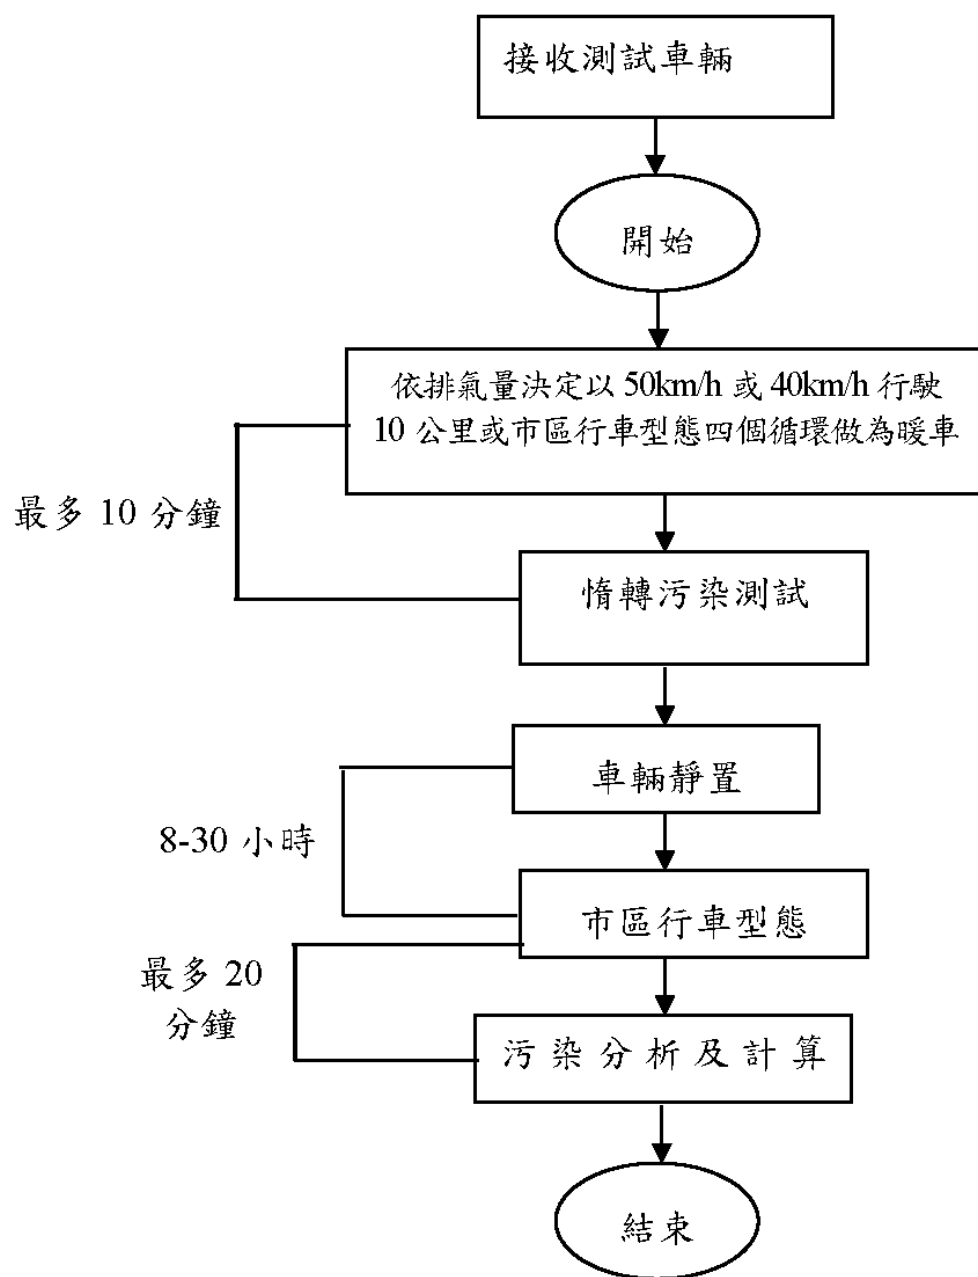 接收測試車輛
開始
依排氣量決定以 50km/h 或 40km/h 行駛
10 公里或市區行車型態四個循環做為暖車
最多 10 分鐘
惰轉污染測試
車輛靜置
8-30 小時
市區行車型態
最多 20
分鐘
污染分析及計算
結束